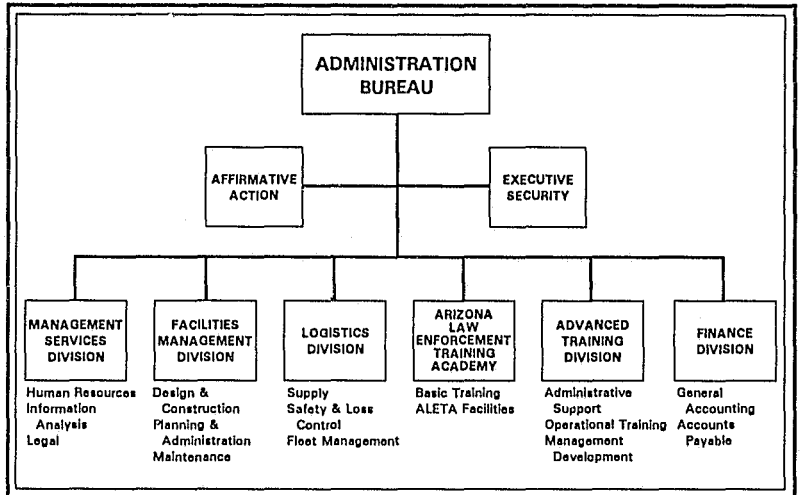 ADMINISTRATION
BUREAU
AFFIRMATIVE
ACTION
EXECUTIVE
SECURITY
MANAGEMENT
SERVICES
DIVISION
Human Resources
Information
Analysis
Legal
FACILITIES
MANAGEMENT
DIVISION
Design &
Construction
Planning &
Administration
Maintenance
LOGISTICS
DIVISION
Supply
Safety & Loss
Control
Fleet Management
ARIZONA
LAW
ENFORCEMENT
TRAINING
ACADEMY
Basic Training
ALETA Facilities
ADVANCED
TRAINING
DIVISION
Administrative
Support
Operational Training
Management
Development
FINANCE
DIVISION
General
Accounting
Accounts
Payable